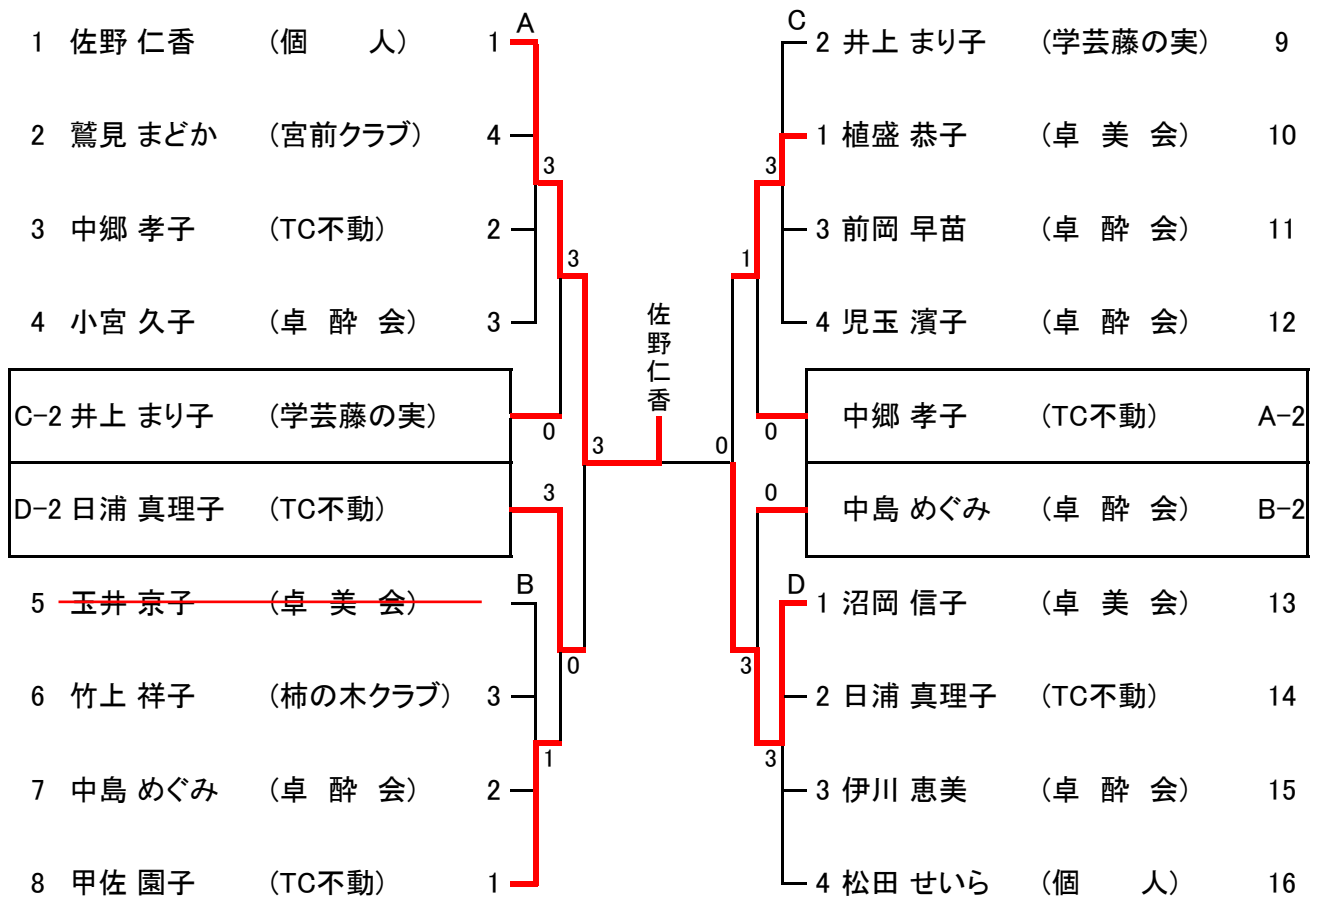 A
1 佐野 仁香 (個 人) 1
2 鷲見 まどか (宮前クラブ) 4
3
3 中郷 孝子 (TC不動) 2
3
4 小宮 久子 (卓 酔 会) 3
C-2 井上 まり子 (学芸藤の実)
0
3
D-2 日浦 真理子 (TC不動)
3
B
5 玉井 京子 (卓 美 会)
0
6 竹上 祥子 (柿の木クラブ) 3
1
7 中島 めぐみ (卓 酔 会) 2
8 甲佐 園子 (TC不動) 1
佐野仁香
C
2 井上 まり子 (学芸藤の実) 9
1 植盛 恭子 (卓 美 会) 10
3
3 前岡 早苗 (卓 酔 会) 11
1
4 児玉 濱子 (卓 酔 会) 12
中郷 孝子 (TC不動) A-2
0
0
0
中島 めぐみ (卓 酔 会) B-2
D
1 沼岡 信子 (卓 美 会) 13
3
2 日浦 真理子 (TC不動) 14
3
3 伊川 恵美 (卓 酔 会) 15
4 松田 せいら (個 人) 16